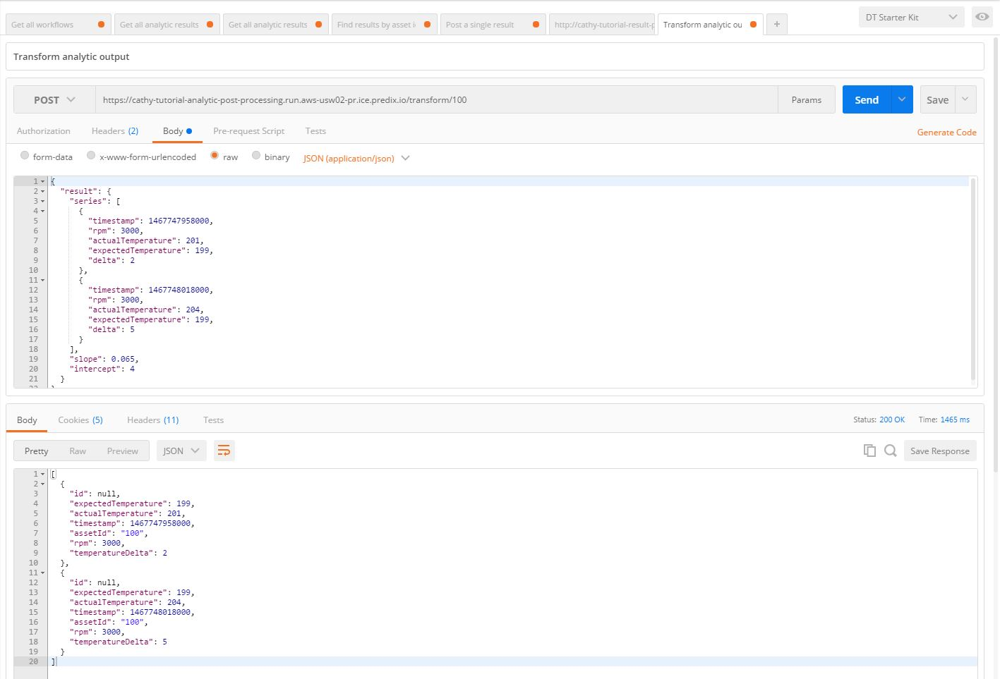 Get all workflows
Get all analytic results
Get all analytic results
Find results by asset i
Post a single result
http://cathy-tutorial-result-p
Transform analytic ou
+
DT Starter Kit
Transform analytic output
POST
https://cathy-tutorial-analytic-post-processing.run.aws-usw02-pr.ice.predix.io/transform/100
Params
Send
Save
Authorization
Headers (2)
Body
Pre-request Script
Tests
Generate Code
form-data
x-www-form-urlencoded
raw
binary
JSON (application/json)
1 {
2 "result": {
3 "series": [
4 {
5 "timestamp": 1467747958000,
6 "rpm": 3000,
7 "actualTemperature": 201,
8 "expectedTemperature": 199,
9 "delta": 2
10 },
11 {
12 "timestamp": 1467748018000,
13 "rpm": 3000,
14 "actualTemperature": 204,
15 "expectedTemperature": 199,
16 "delta": 5
17 }
18 ],
19 "slope": 0.065,
20 "intercept": 4
21 }
Body
Cookies (5)
Headers (11)
Tests
Status: 200 OK
Time: 1465 ms
Pretty
Raw
Preview
JSON
Save Response
1 [
2 {
3 "id": null,
4 "expectedTemperature": 199,
5 "actualTemperature": 201,
6 "timestamp": 1467747958000,
7 "assetId": "100",
8 "rpm": 3000,
9 "temperatureDelta": 2
10 },
11 {
12 "id": null,
13 "expectedTemperature": 199,
14 "actualTemperature": 204,
15 "timestamp": 1467748018000,
16 "assetId": "100",
17 "rpm": 3000,
18 "temperatureDelta": 5
19 }
20 ]